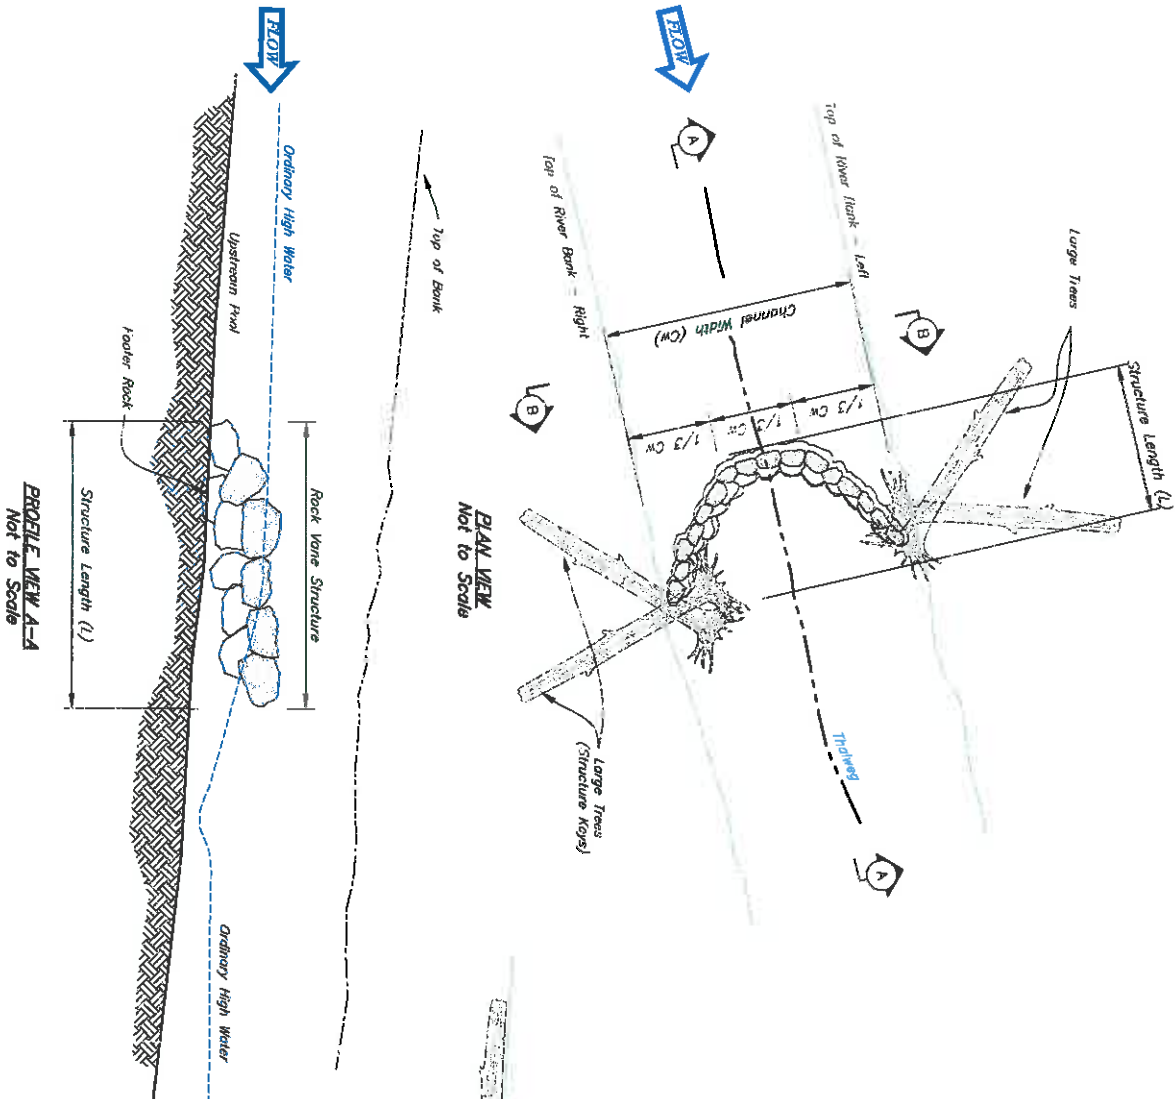 FLOW
A
Top of River Bank - Left
Top of River Bank - Right
Large
Trees
Channel Width (Cw)
B
B
1/3 Cw
1/3 Cw
1/3 Cw
Structure Length (L)
Thalweg
Large Trees
(Structure Keys)
A
PLAN VIEW
Not to Scale
FLOW
Ordinary High Water
Top of Bank
Upstream Pool
Footer Rock
Rock Vane Structure
Structure Length (L)
Ordinary High Water
PROFILE VIEW A-A
Not to Scale